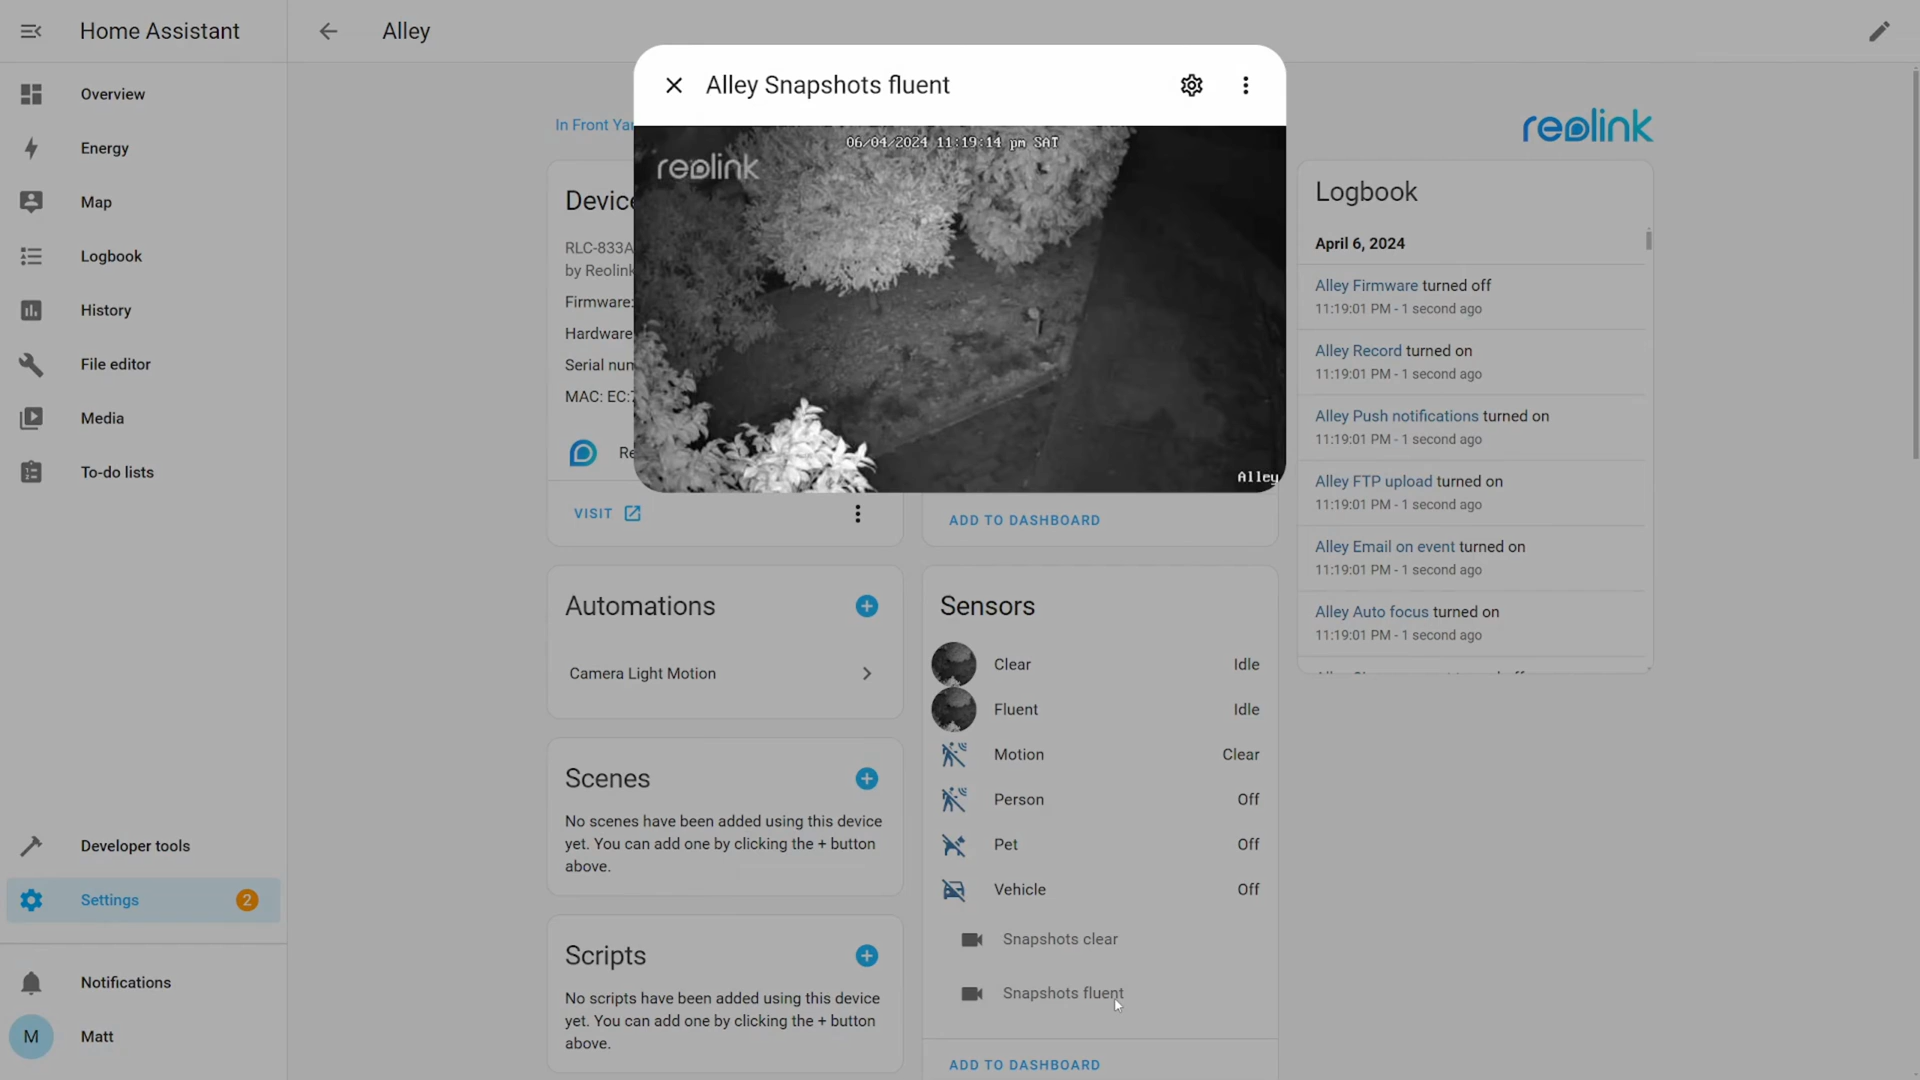 Home Assistant
Alley
Overview
Energy
Map
Logbook
History
File editor
Media
To-do lists
Developer tools
Settings
2
Notifications
M
Matt
In Front Ya
Alley Snapshots fluent
06/04/2024 11:19:14 pm SAT
reolink
Alley
Device
RLC-833A
by Reolink
Firmware:
Hardware
Serial num
MAC: EC:
Re
VISIT
ADD TO DASHBOARD
Automations
Camera Light Motion
Scenes
No scenes have been added using this device
yet. You can add one by clicking the + button
above.
Scripts
No scripts have been added using this device
yet. You can add one by clicking the + button
above.
Sensors
Clear Idle
Fluent Idle
Motion Clear
Person Off
Pet Off
Vehicle Off
Snapshots clear
Snapshots fluent
ADD TO DASHBOARD
reolink
Logbook
April 6, 2024
Alley Firmware turned off
11:19:01 PM - 1 second ago
Alley Record turned on
11:19:01 PM - 1 second ago
Alley Push notifications turned on
11:19:01 PM - 1 second ago
Alley FTP upload turned on
11:19:01 PM - 1 second ago
Alley Email on event turned on
11:19:01 PM - 1 second ago
Alley Auto focus turned on
11:19:01 PM - 1 second ago